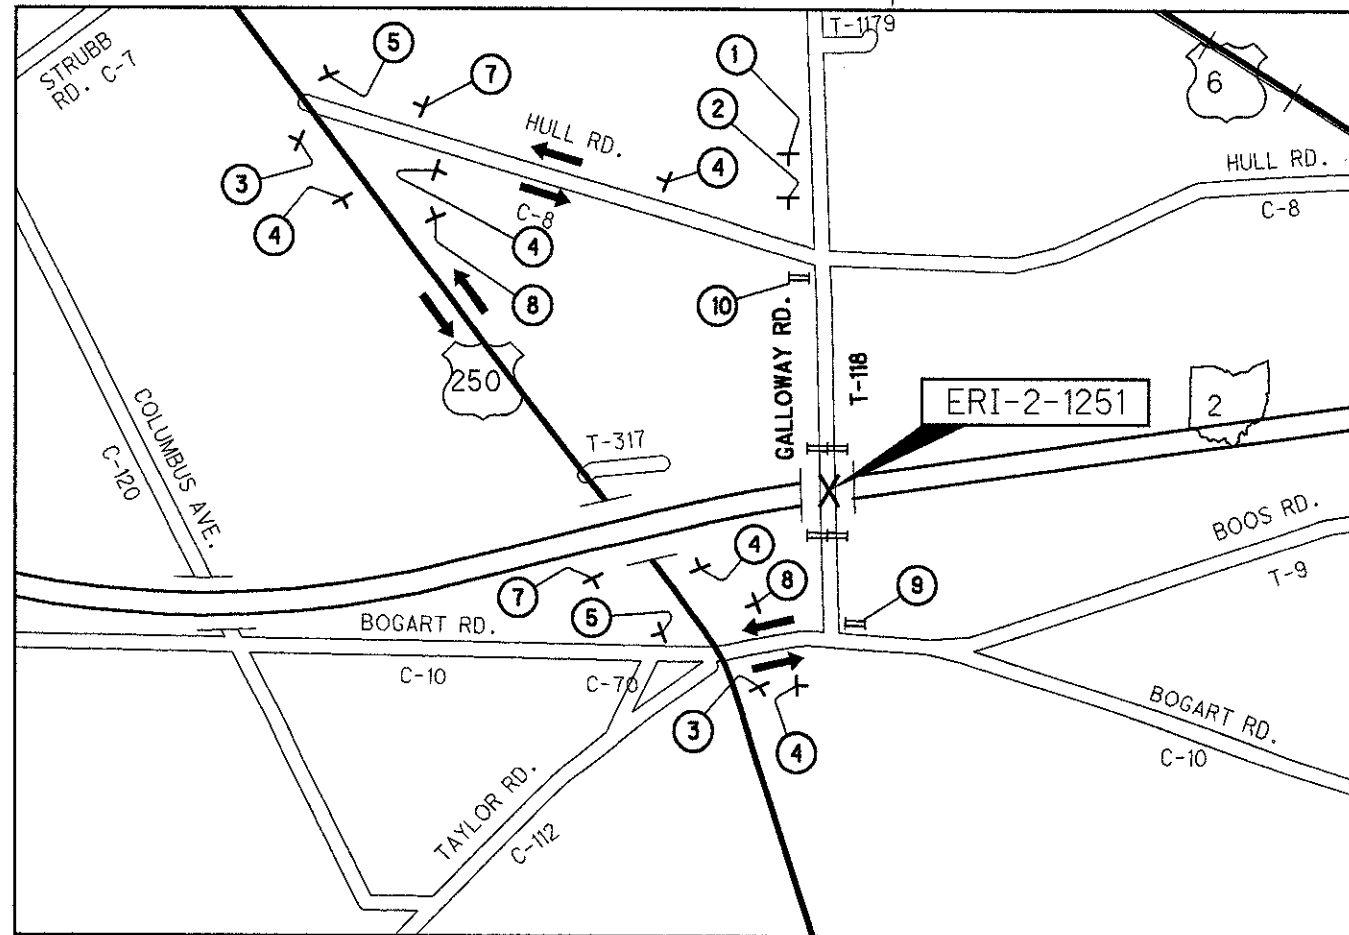 T-1179
STRUBB
RD. C-7
5
7
1
2
6
HULL RD.
4
3
4
HULL RD.
C-8
C-8
4
8
10
GALLOWAY RD.
T-118
250
ERI-2-1251
2
COLUMBUS AVE.
C-120
T-317
BOOS RD.
T-9
4
7
8
9
5
BOGART RD.
C-10
C-70
3
4
BOGART RD.
C-10
TAYLOR RD.
C-112